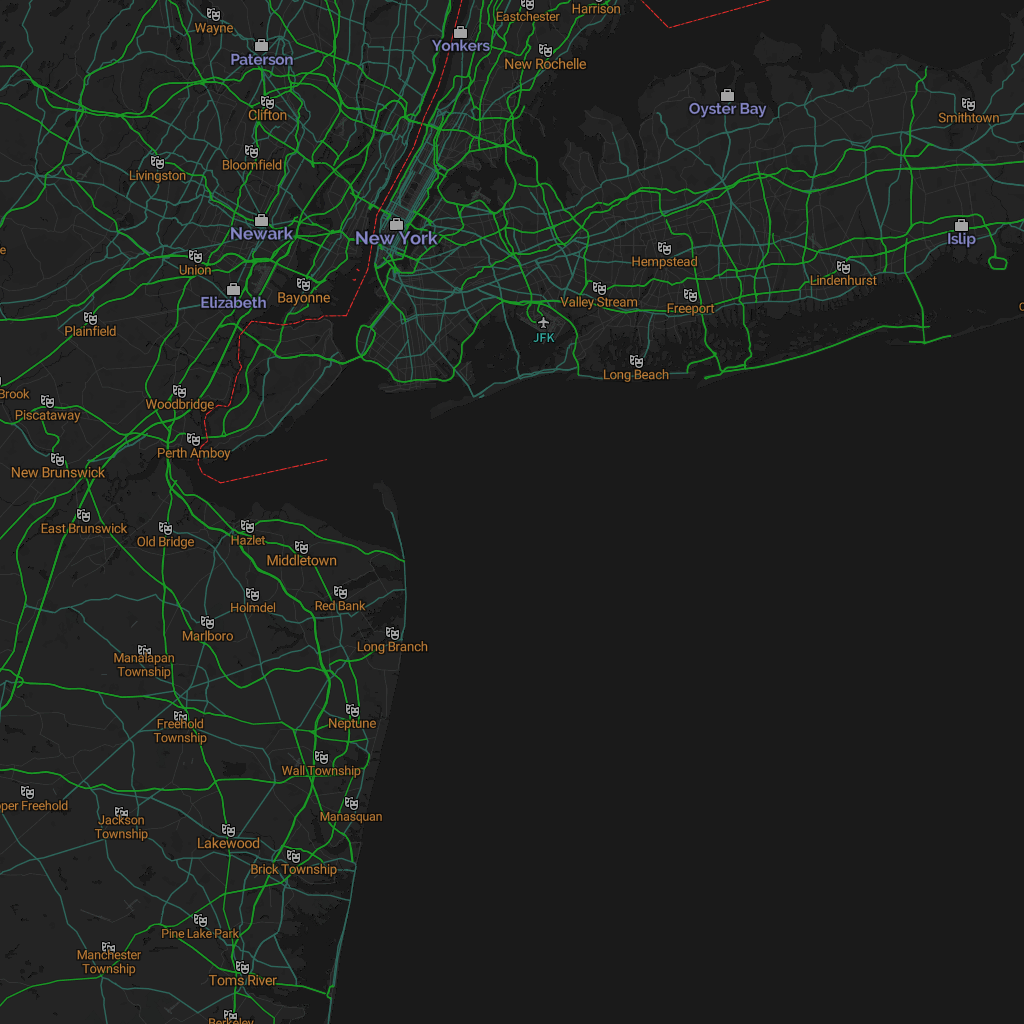 Harrison
Eastchester
Wayne
Yonkers
Paterson
New Rochelle
Oyster Bay
Clifton
Smithtown
Bloomfield
Livingston
Newark
New York
Islip
Union
Hempstead
Lindenhurst
Elizabeth
Bayonne
Valley Stream
Freeport
Plainfield
JFK
Long Beach
Brook
Woodbridge
Piscataway
Perth Amboy
New Brunswick
East Brunswick
Old Bridge
Hazlet
Middletown
Holmdel
Red Bank
Marlboro
Long Branch
Manalapan
Township
Freehold
Township
Neptune
Wall Township
per Freehold
Manasquan
Jackson
Township
Lakewood
Brick Township
Pine Lake Park
Manchester
Township
Toms River
Berkeley